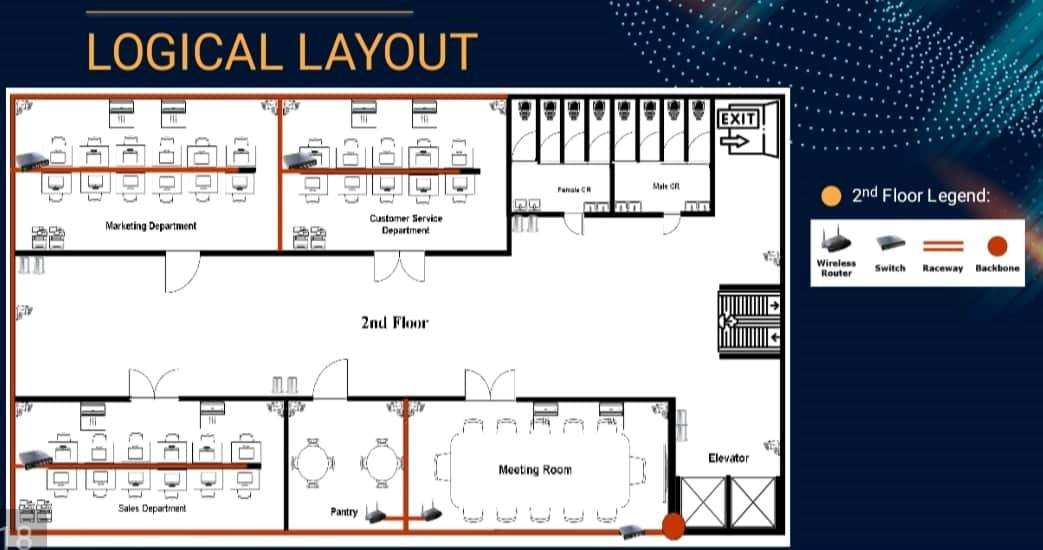 LOGICAL LAYOUT
EXIT
Female CR
Male CR
2nd Floor Legend:
Marketing Department
Customer Service
Department
Wireless
Router
Switch
Raceway
Backbone
2nd Floor
Elevator
Meeting Room
Sales Department
Pantry
18